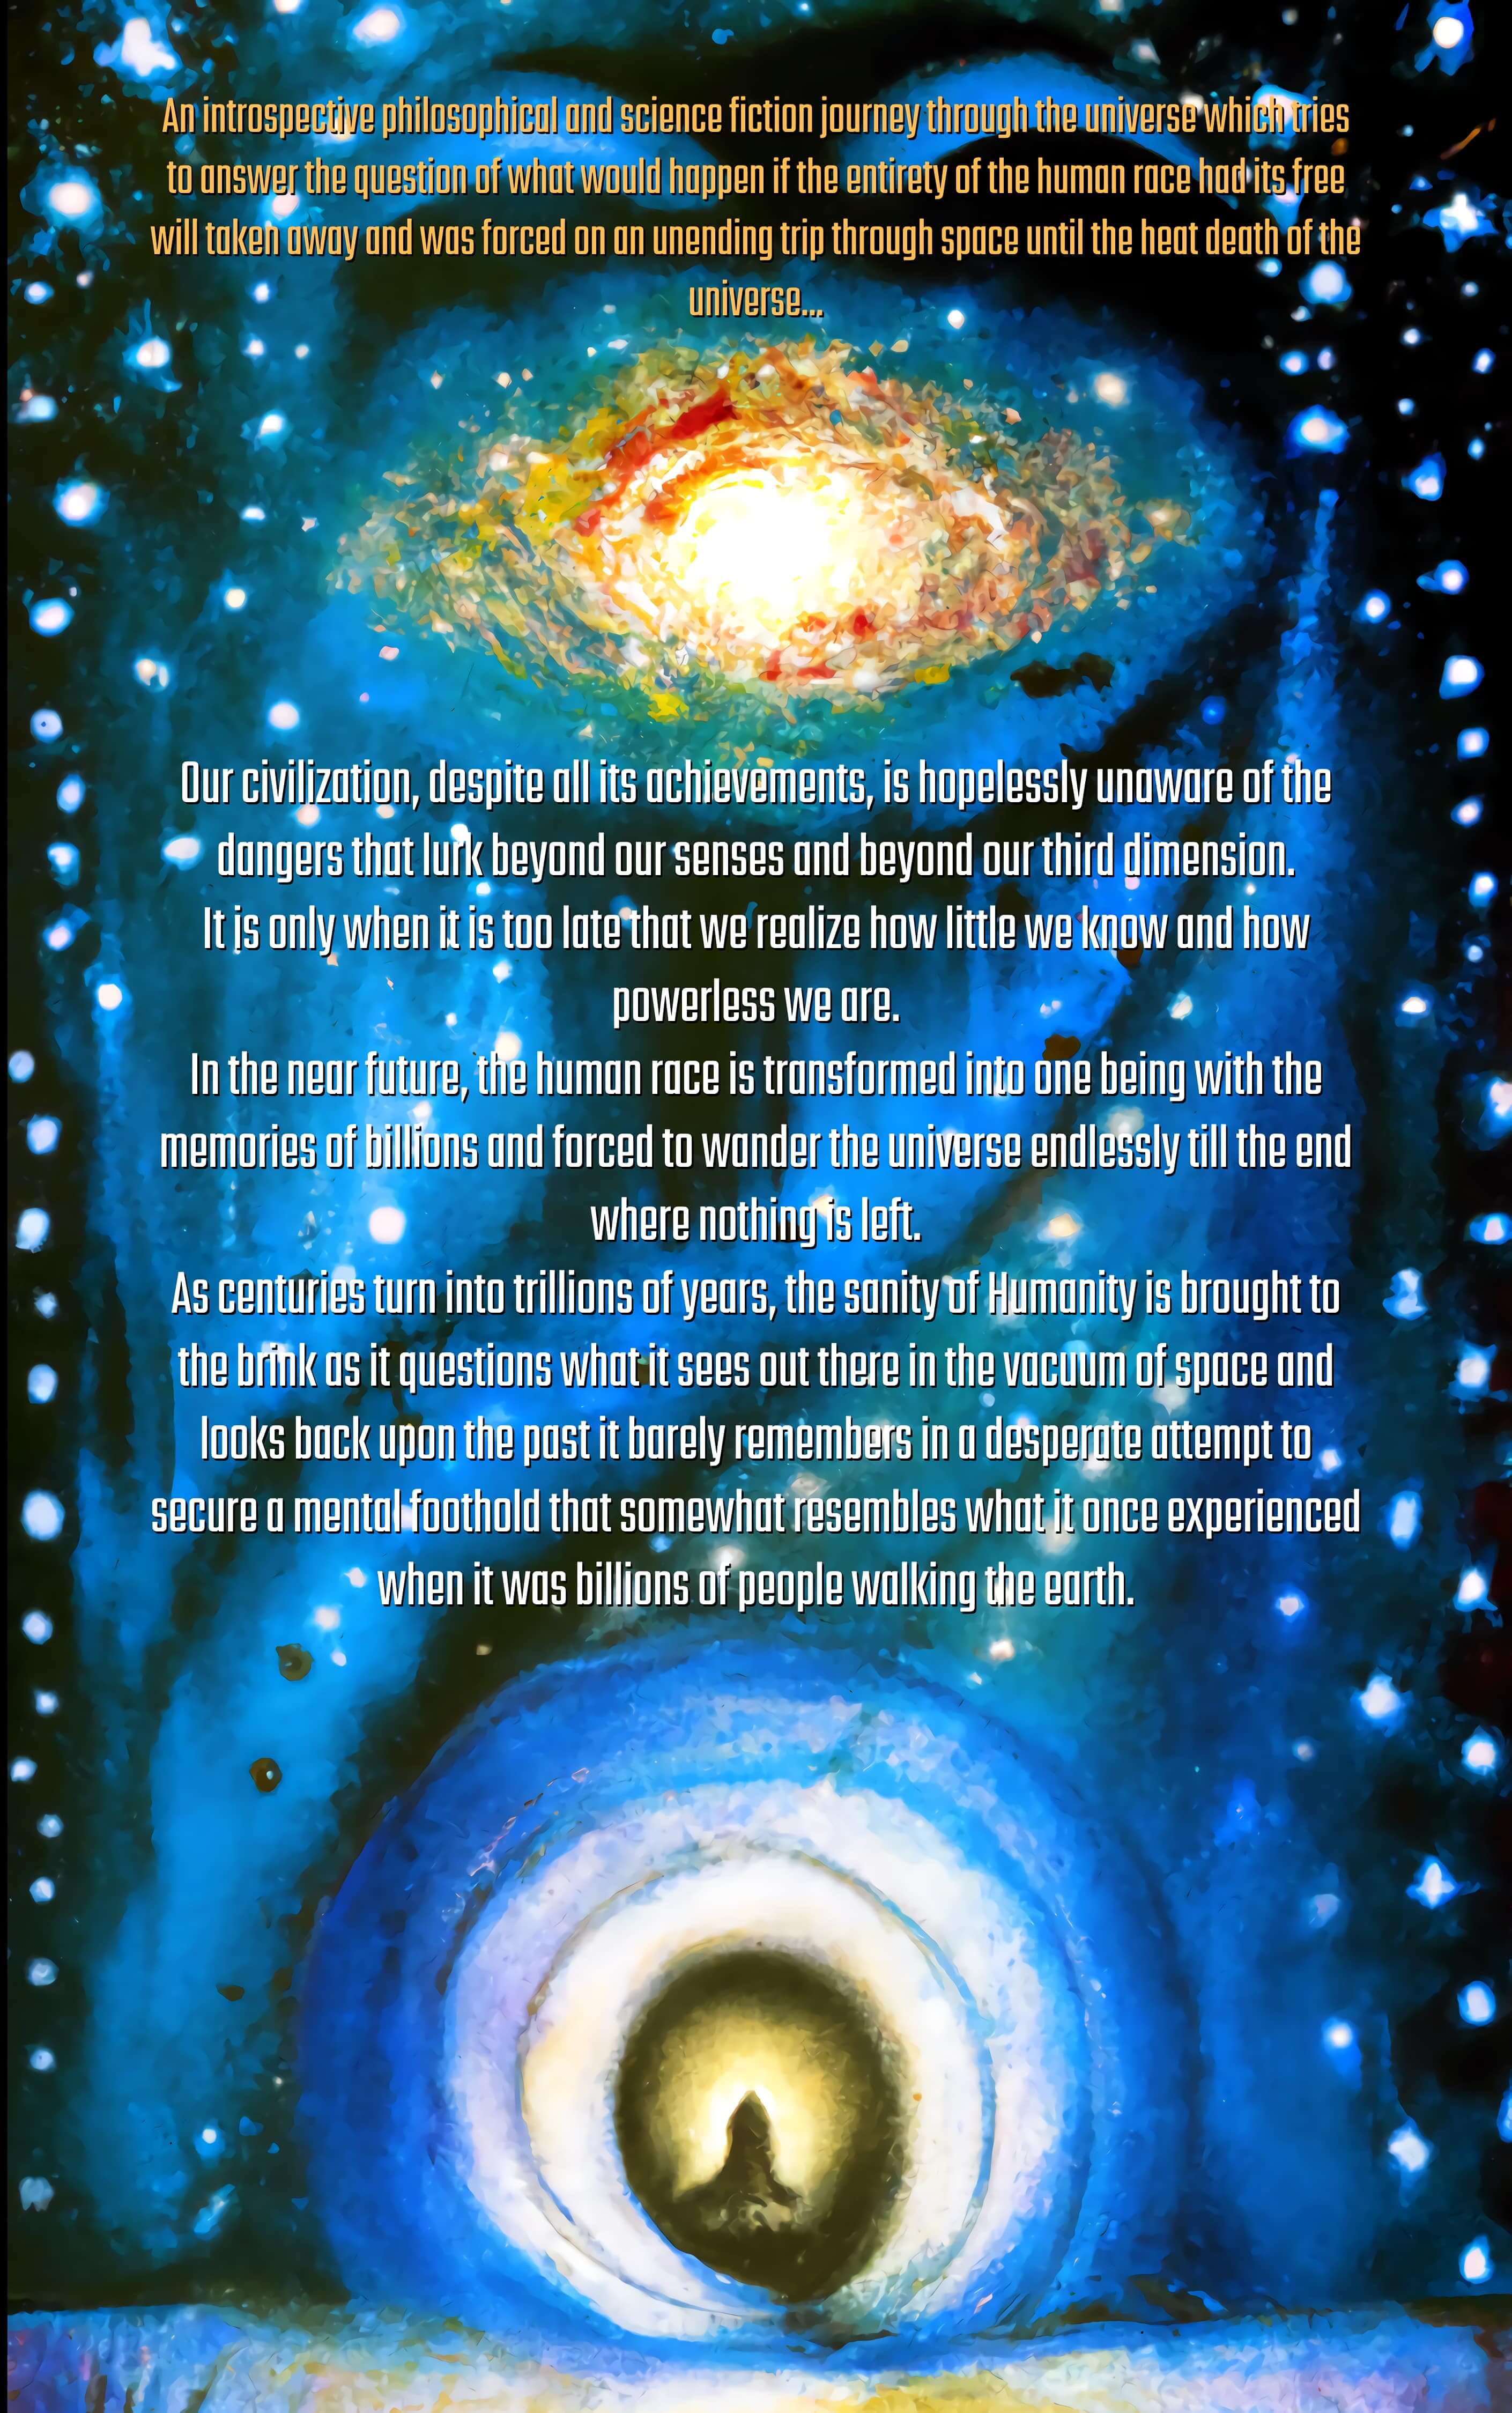 An introspective philosophical and science fiction journey through the universe which tries
to answer the question of what would happen if the entirety of the human race had its free
will taken away and was forced on an unending trip through space until the heat death of the
universe...
Our civilization, despite all its achievements, is hopelessly unaware of the
dangers that lurk beyond our senses and beyond our third dimension.
It is only when it is too late that we realize how little we know and how
powerless we are.
In the near future, the human race is transformed into one being with the
memories of billions and forced to wander the universe endlessly till the end
where nothing is left.
As centuries turn into trillions of years, the sanity of Humanity is brought to
the brink as it questions what it sees out there in the vacuum of space and
looks back upon the past it barely remembers in a desperate attempt to
secure a mental foothold that somewhat resembles what it once experienced
when it was billions of people walking the earth.